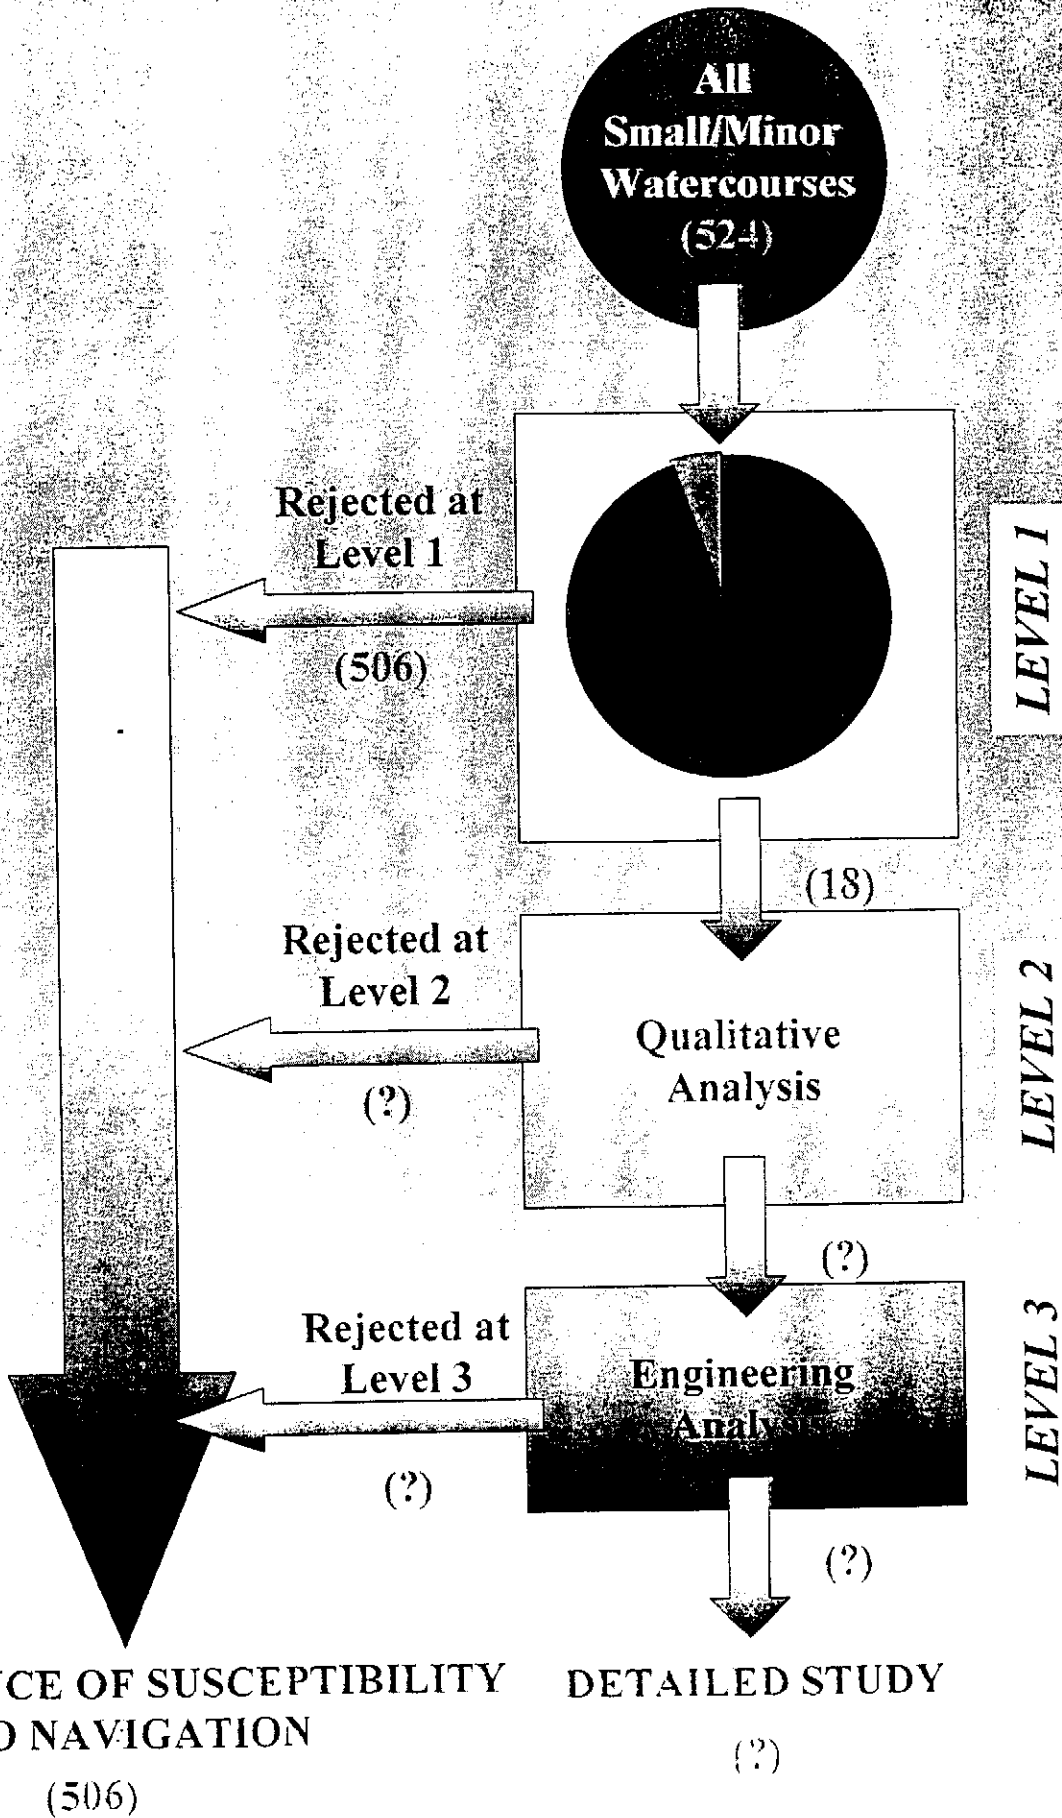 All
Small/Minor
Watercourses
(524)
Rejected at
Level 1
(506)
LEVEL 1
(18)
Rejected at
Level 2
(?)
Qualitative
Analysis
LEVEL 2
(?)
Rejected at
Level 3
(?)
Engineering
Analysis
LEVEL 3
(?)
OF SUSCEPTIBILITY
NAVIGATION
(506)
DETAILED STUDY
(?)